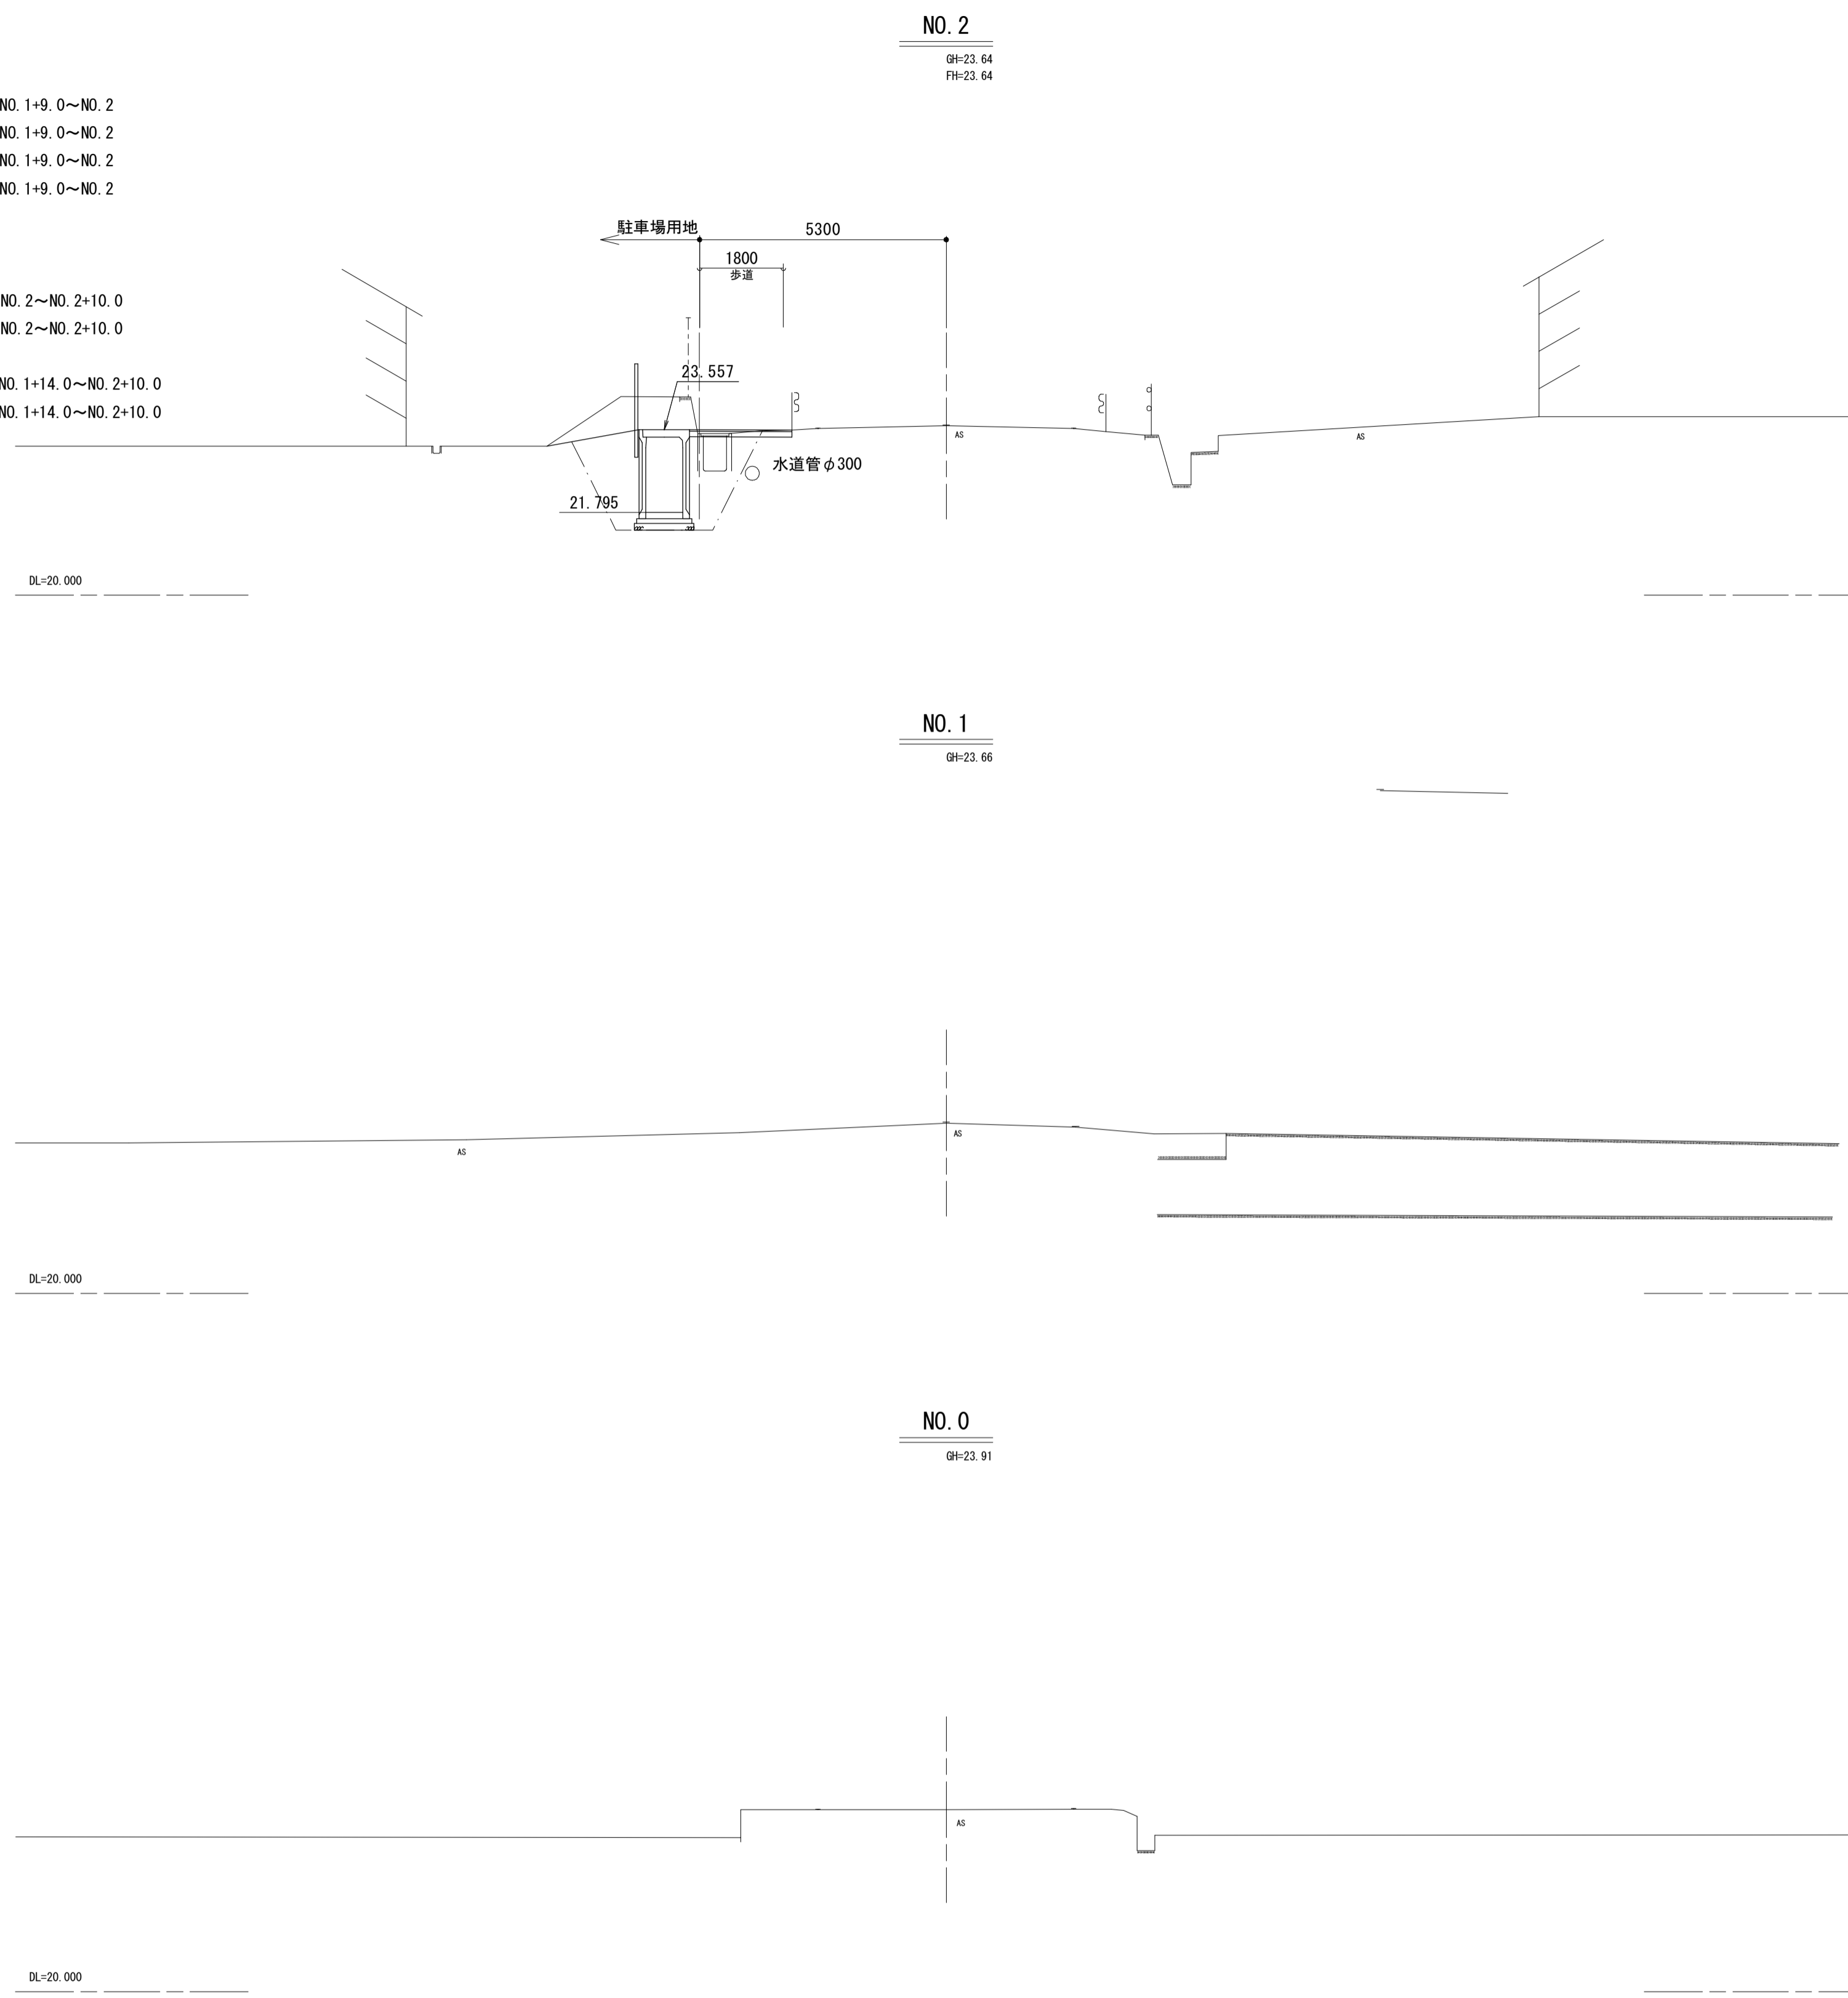 NO.2
GH=23.64
FH=23.64
NO.1+9.0～NO.2
NO.1+9.0～NO.2
NO.1+9.0～NO.2
NO.1+9.0～NO.2
駐車場用地
5300
1800
歩道
NO.2～NO.2+10.0
NO.2～NO.2+10.0
23.557
NO.1+14.0～NO.2+10.0
NO.1+14.0～NO.2+10.0
AS
AS
水道管φ300
21.795
DL=20.000
NO.1
GH=23.66
AS
AS
DL=20.000
NO.0
GH=23.91
AS
DL=20.000